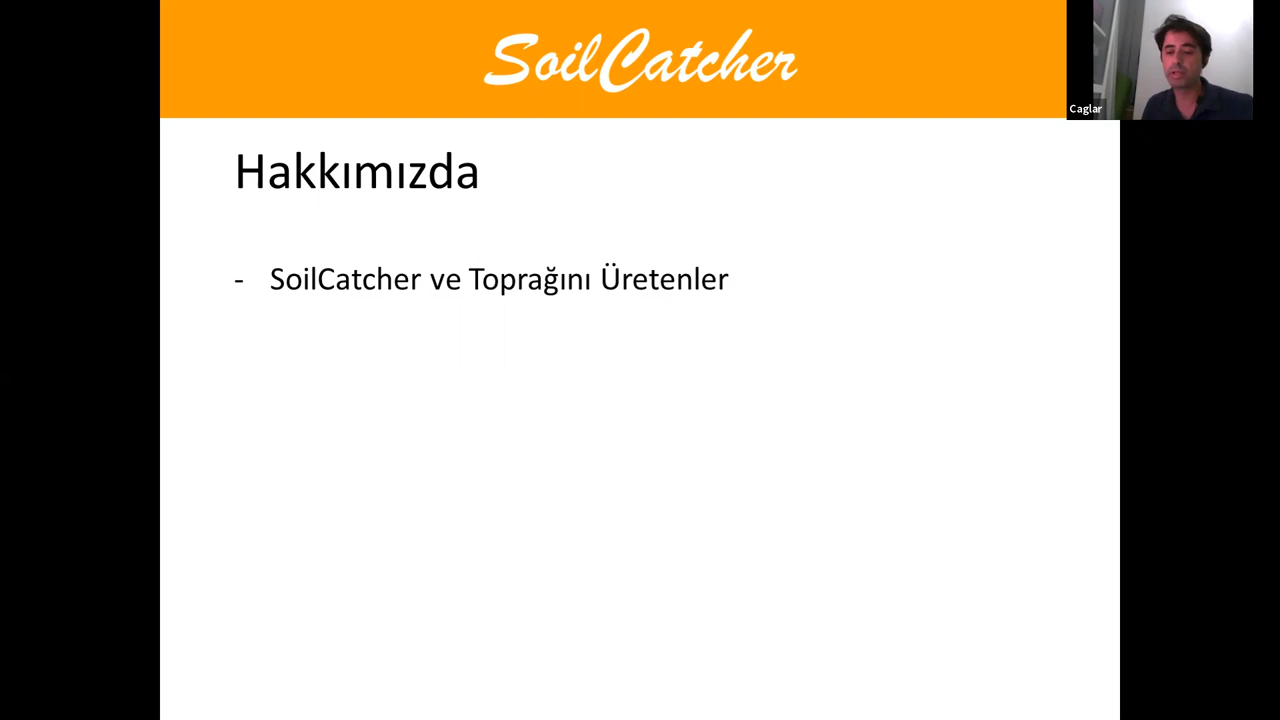 SoilCatcher
Caglar
Hakkımızda
- SoilCatcher ve Toprağını Üretenler